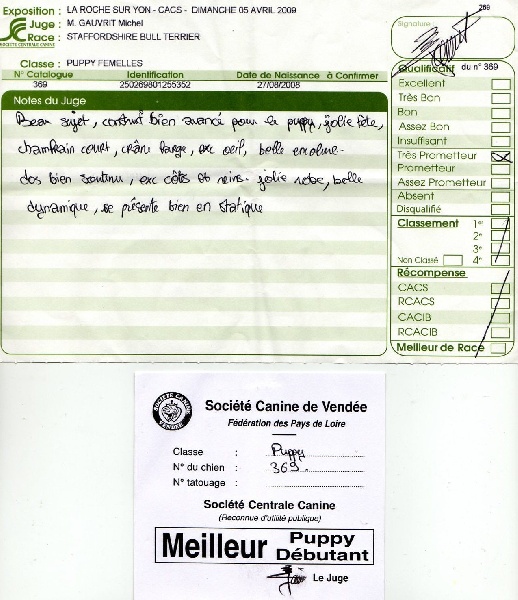 Exposition : LA ROCHE SUR YON - CACS - DIMANCHE 05 AVRIL 2009
Juge : M. GAUVRIT Michel
Race : STAFFORDSHIRE BULL TERRIER
SOCIETE CENTRALE CANINE
Classe : PUPPY FEMELLES
N° Catalogue Identification Date de Naissance à Confirmer
369 250269801255352 27/08/2008
Notes du Juge
Beau sujet, construit bien avancé pour la puppy, jolie tête,
chanfrain court, crâne large, exc oeil, belle encolure.
dos bien soutenu, exc côtes et reins. jolie robe, belle
dynamique, se présente bien en statique
269
Signature
Qualificatif du n° 369
Excellent
Très Bon
Bon
Assez Bon
Insuffisant
Très Prometteur
Prometteur
Assez Prometteur
Absent
Disqualifié
Classement 1er
2e
3e
Non Classé 4e
Récompense
CACS
RCACS
CACIB
RCACIB
Meilleur de Race
SOCIÉTÉ CANINE VENDÉE
Société Canine de Vendée
Fédération des Pays de Loire
Classe : Puppy
N° du chien : 369
N° tatouage :
Société Centrale Canine
(Reconnue d'utilité publique)
Meilleur Puppy
Débutant
Le Juge